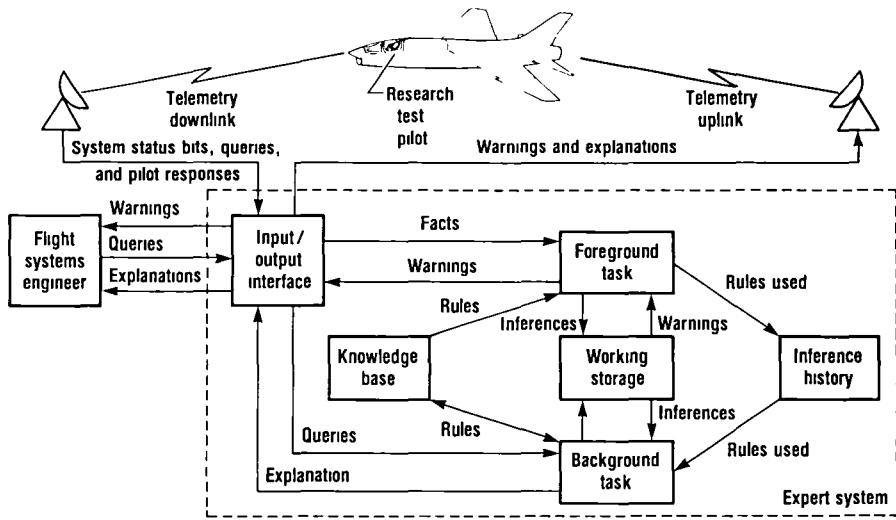 Telemetry
downlink
Research
test
pilot
Telemetry
uplink
System status bits, queries,
and pilot responses
Warnings and explanations
Warnings
Queries
Explanations
Flight
systems
engineer
Input/
output
interface
Facts
Warnings
Foreground
task
Rules used
Rules
Inferences
Warnings
Knowledge
base
Working
storage
Inference
history
Inferences
Rules
Queries
Rules used
Explanation
Background
task
Expert system